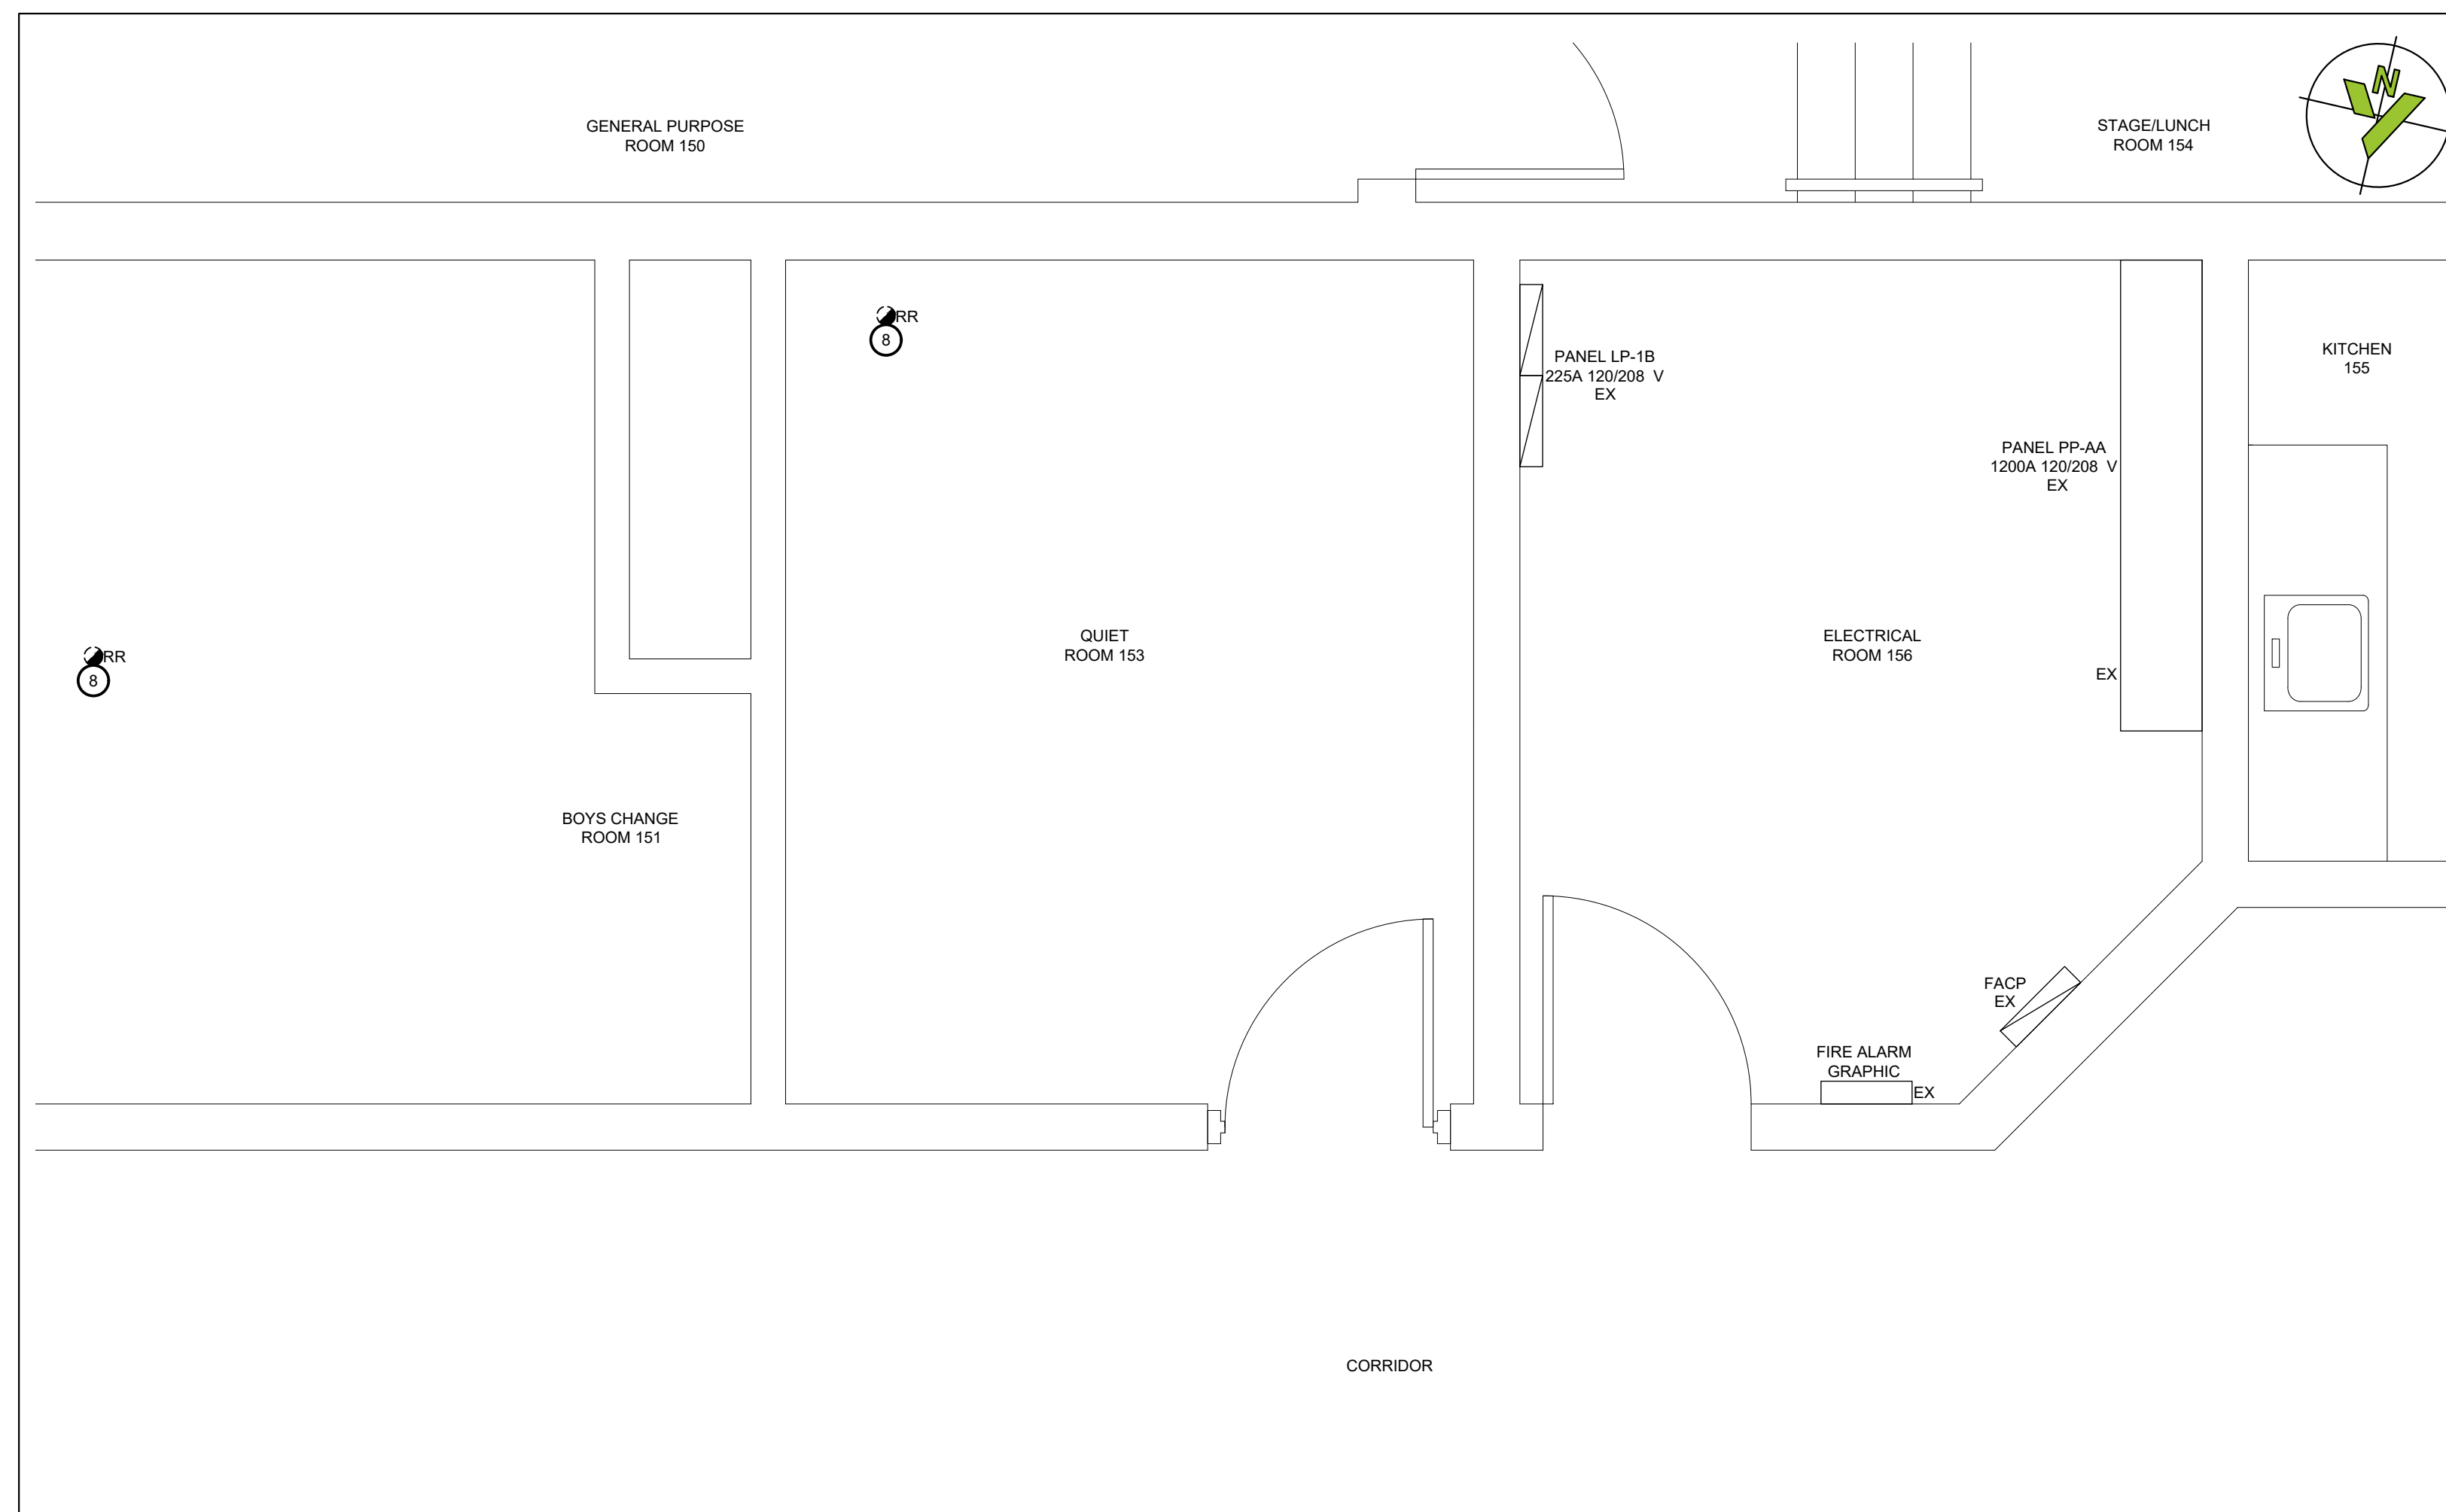 GENERAL PURPOSE
ROOM 150
STAGE/LUNCH
ROOM 154
N
RR
8
PANEL LP-1B
225A 120/208 V
EX
KITCHEN
155
PANEL PP-AA
1200A 120/208 V
EX
QUIET
ROOM 153
ELECTRICAL
ROOM 156
RR
8
EX
BOYS CHANGE
ROOM 151
FACP
EX
FIRE ALARM
GRAPHIC
EX
CORRIDOR